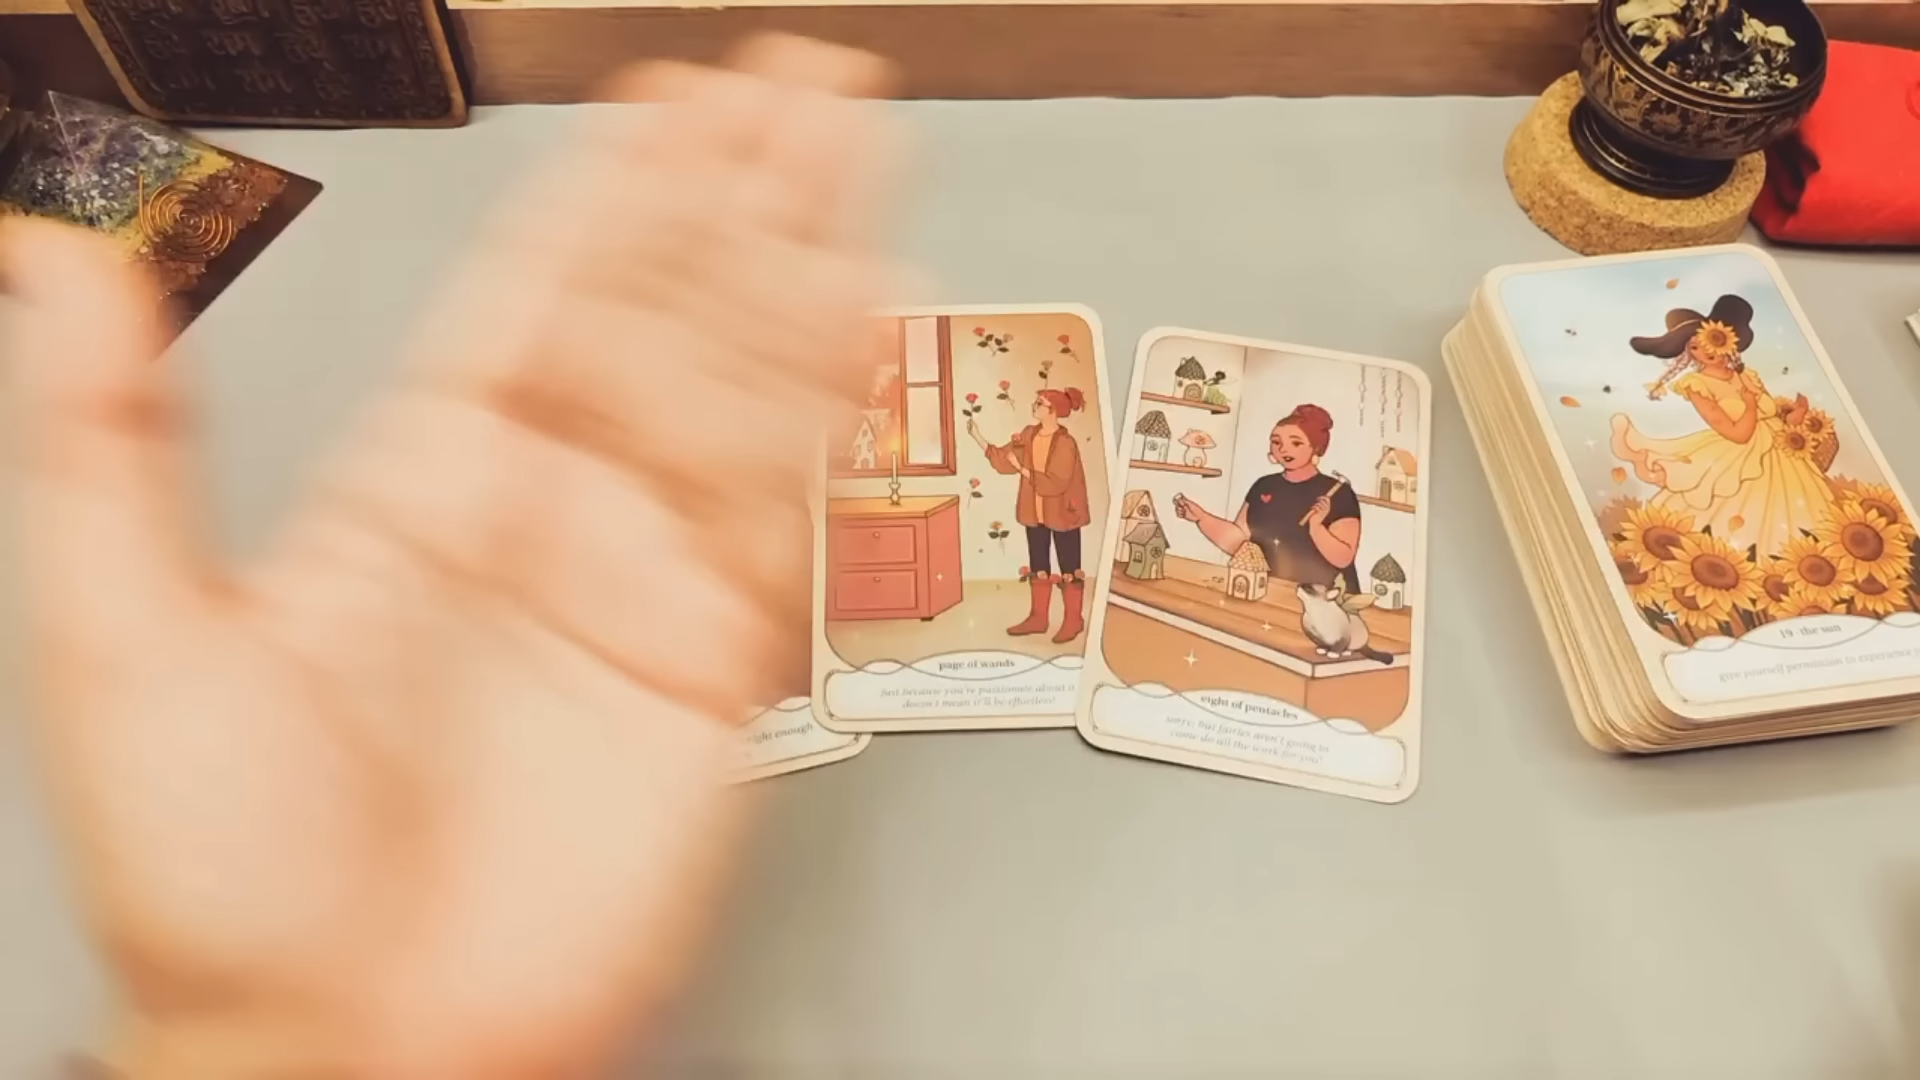 ight enough
page of wands
just because you're passionate about it
doesn't mean it'll be effortless!
eight of pentacles
sorry, but fairies aren't going to
come do all the work for you!
19 · the sun
give yourself permission to experience